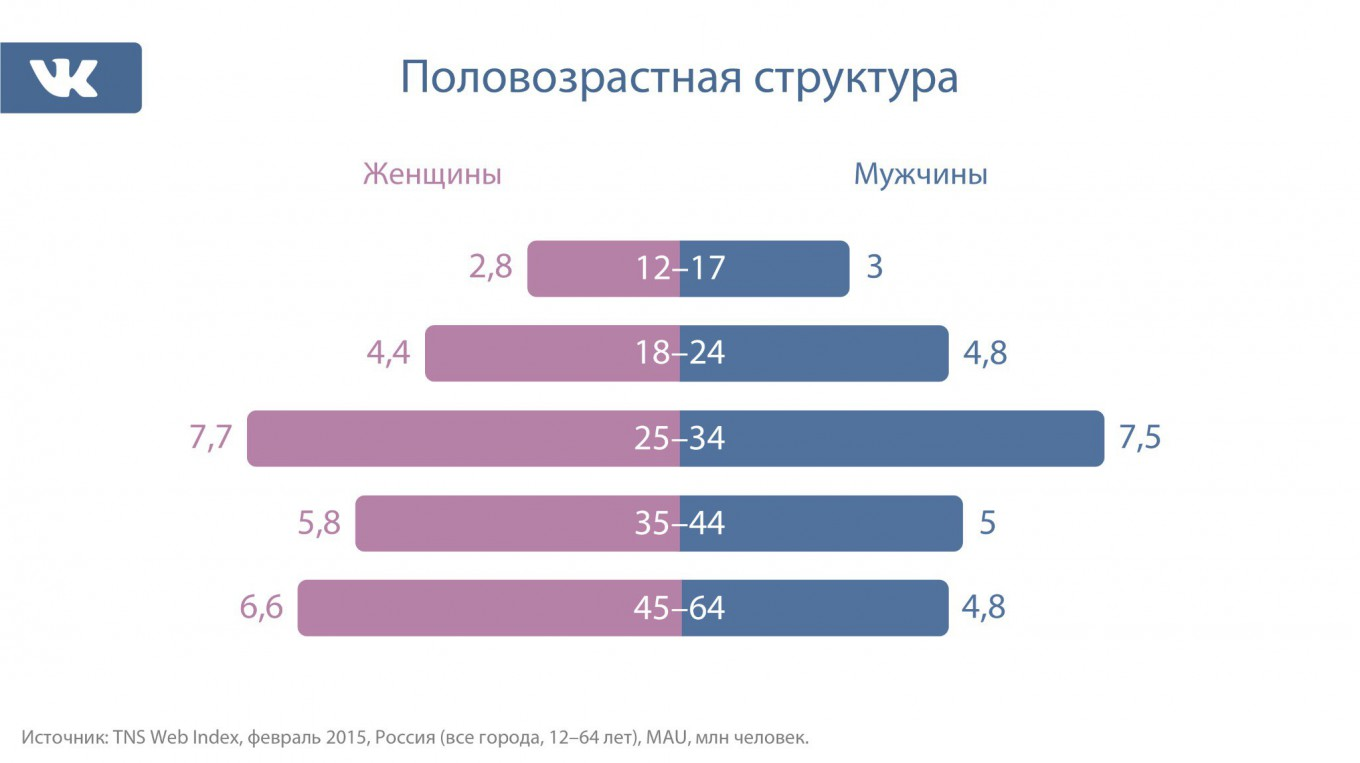 VK
Половозрастная структура
Женщины Мужчины
2,8 12–17 3
4,4 18–24 4,8
7,7 25–34 7,5
5,8 35–44 5
6,6 45–64 4,8
Источник: TNS Web Index, февраль 2015, Россия (все города, 12–64 лет), MAU, млн человек.